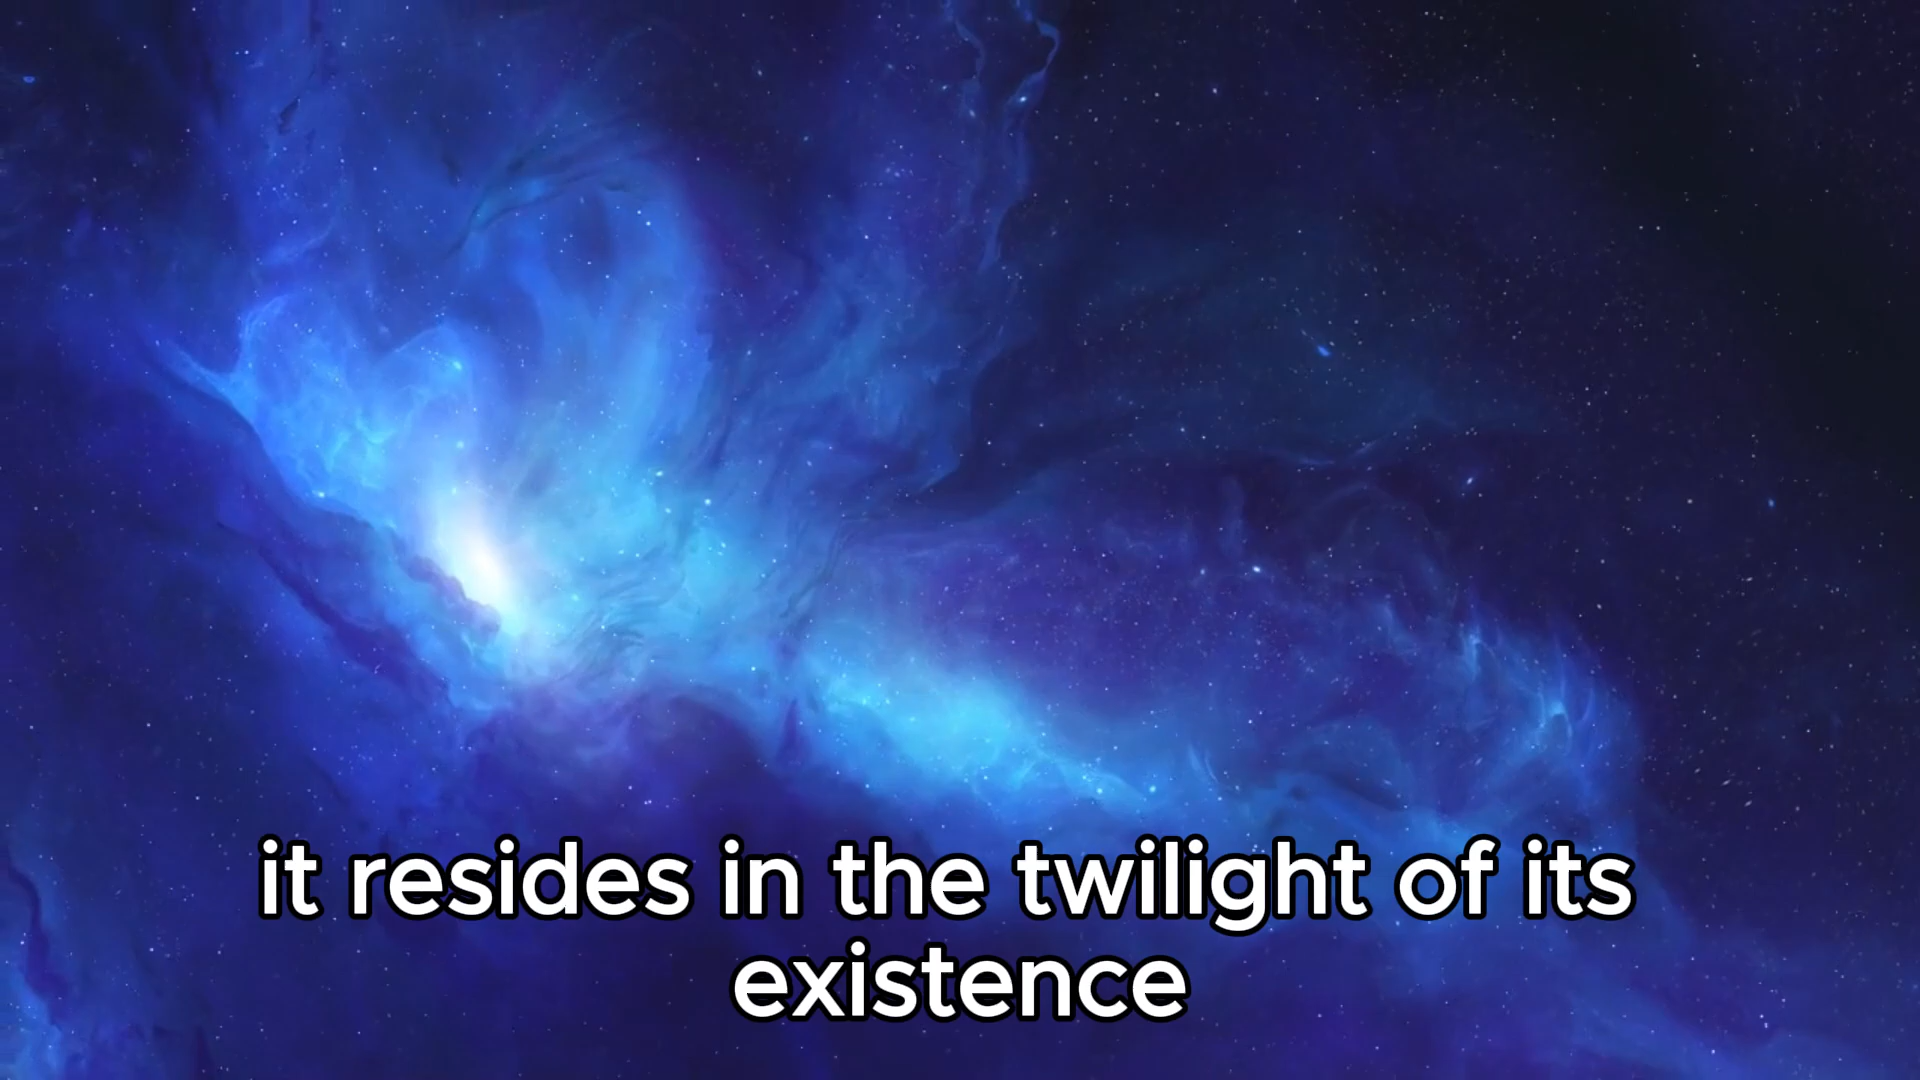 it resides in the twilight of its
existence